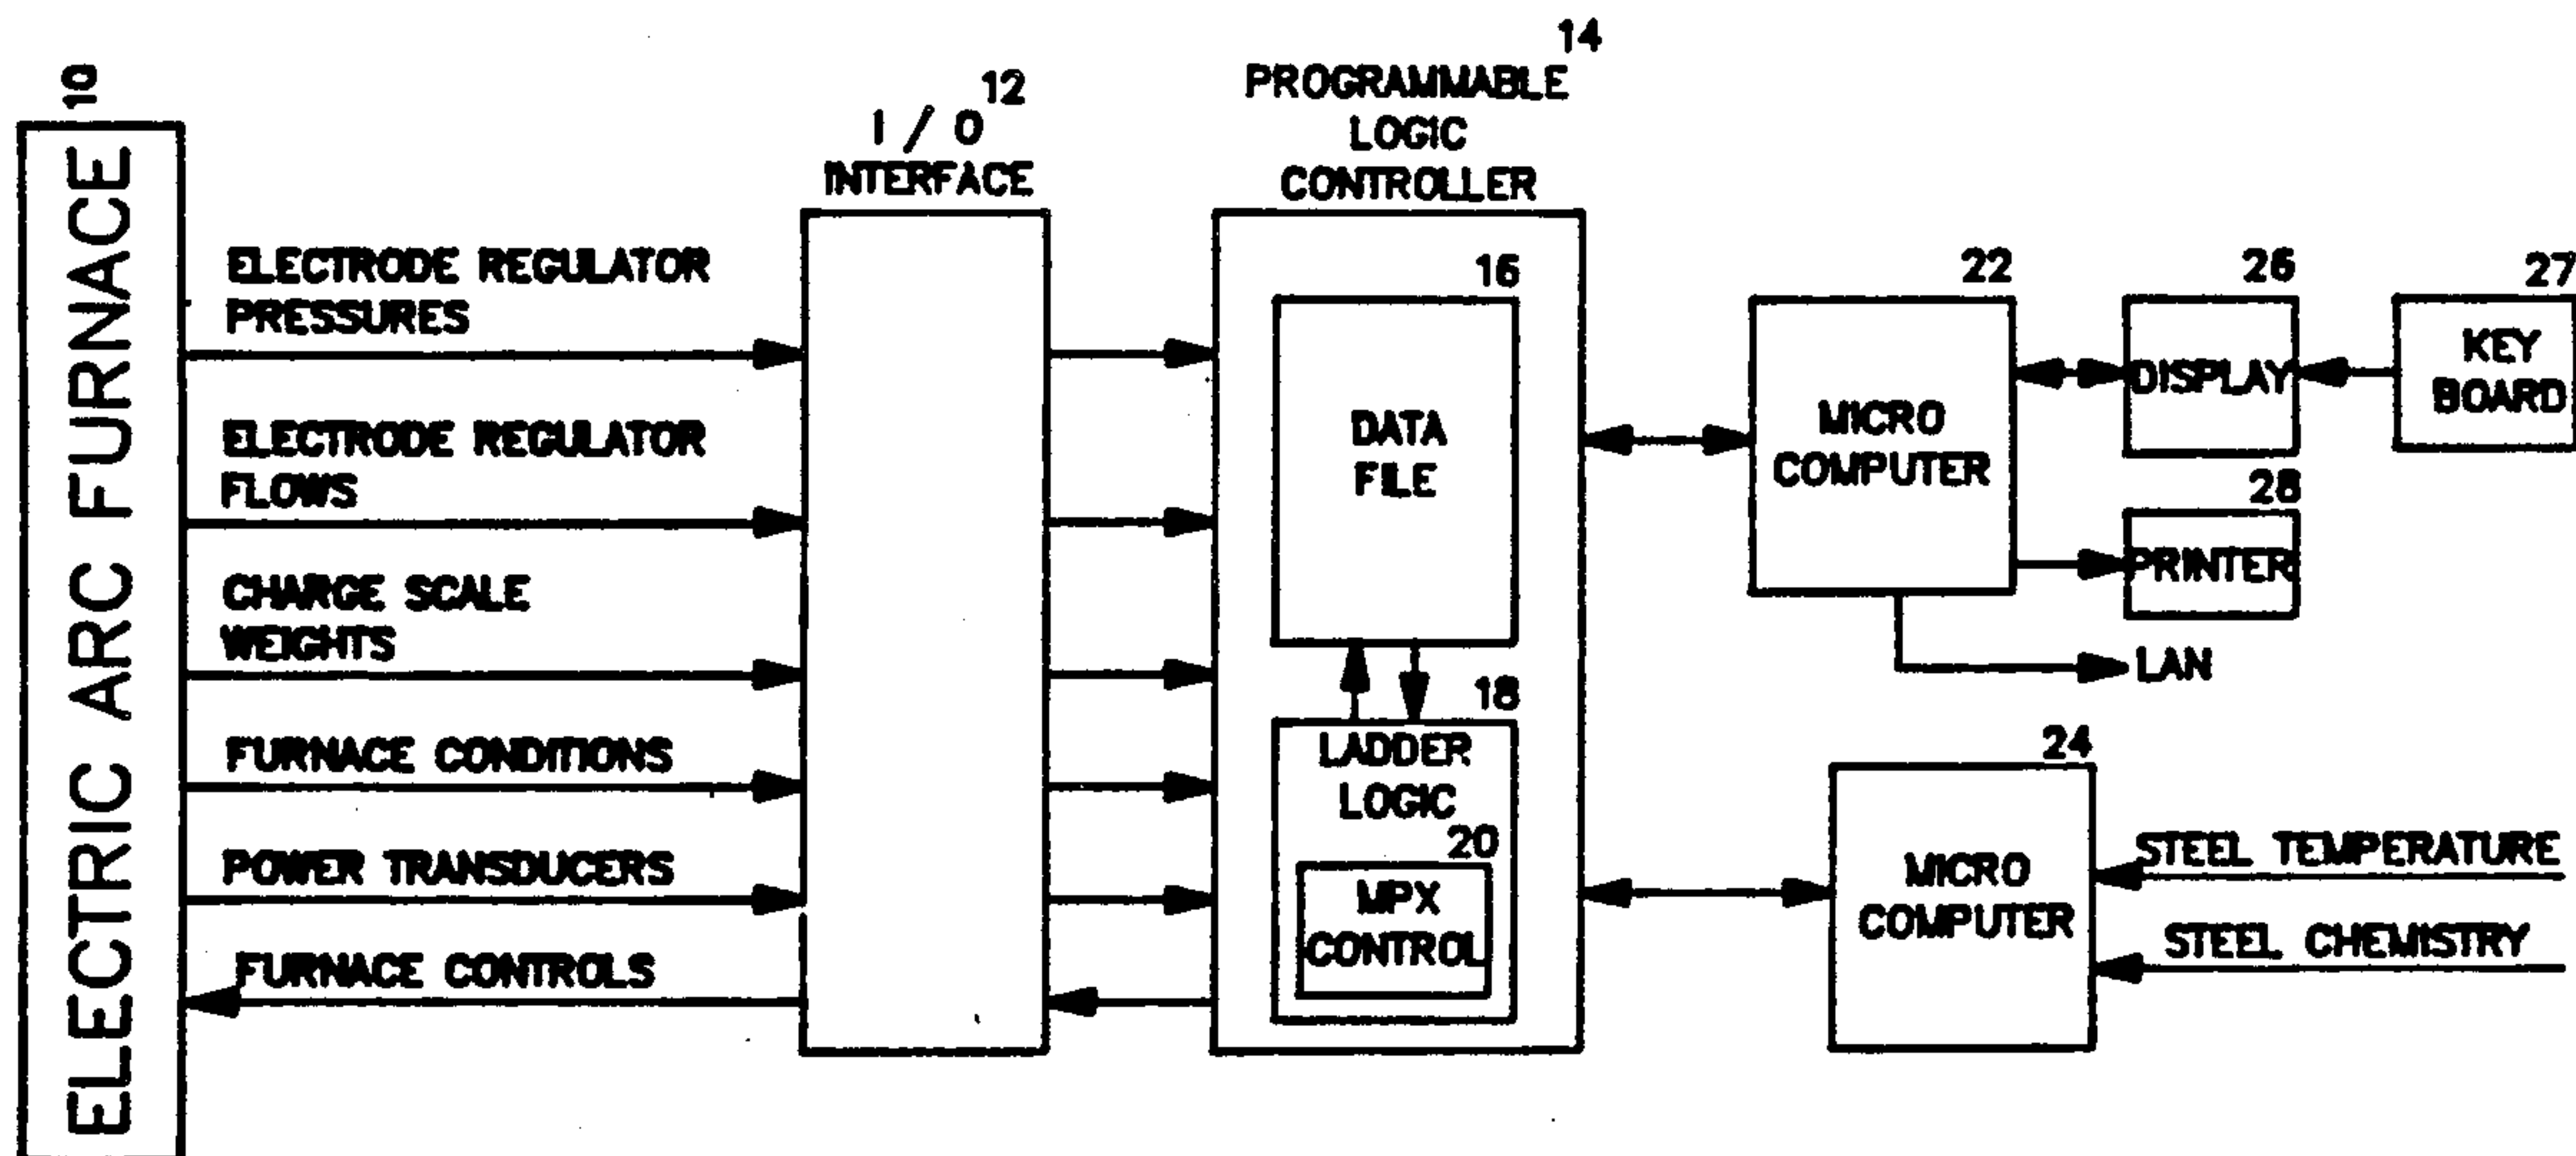 10
ELECTRIC ARC FURNACE
ELECTRODE REGULATOR
PRESSURES
ELECTRODE REGULATOR
FLOWS
CHARGE SCALE
WEIGHTS
FURNACE CONDITIONS
POWER TRANSDUCERS
FURNACE CONTROLS
12
I / O
INTERFACE
14
PROGRAMMABLE
LOGIC
CONTROLLER
16
DATA
FILE
18
LADDER
LOGIC
20
MPX
CONTROL
22
MICRO
COMPUTER
26
DISPLAY
27
KEY
BOARD
28
PRINTER
LAN
24
MICRO
COMPUTER
STEEL TEMPERATURE
STEEL CHEMISTRY